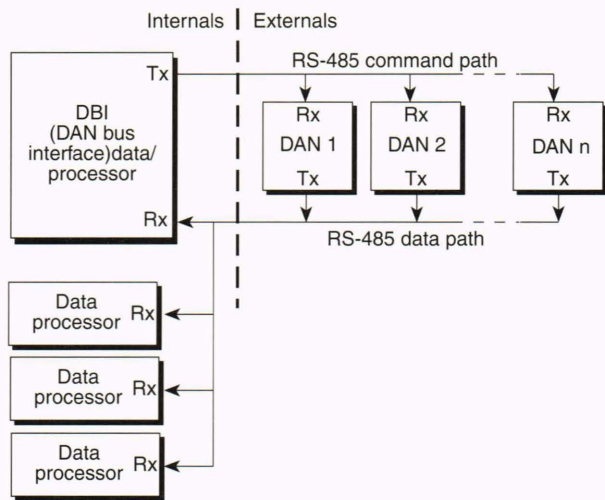 Internals
Externals
RS-485 command path
Tx
DBI
(DAN bus
interface)data/
processor
Rx
Rx
DAN 1
Tx
Rx
DAN 2
Tx
Rx
DAN n
Tx
RS-485 data path
Data
processor
Rx
Data
processor
Rx
Data
processor
Rx